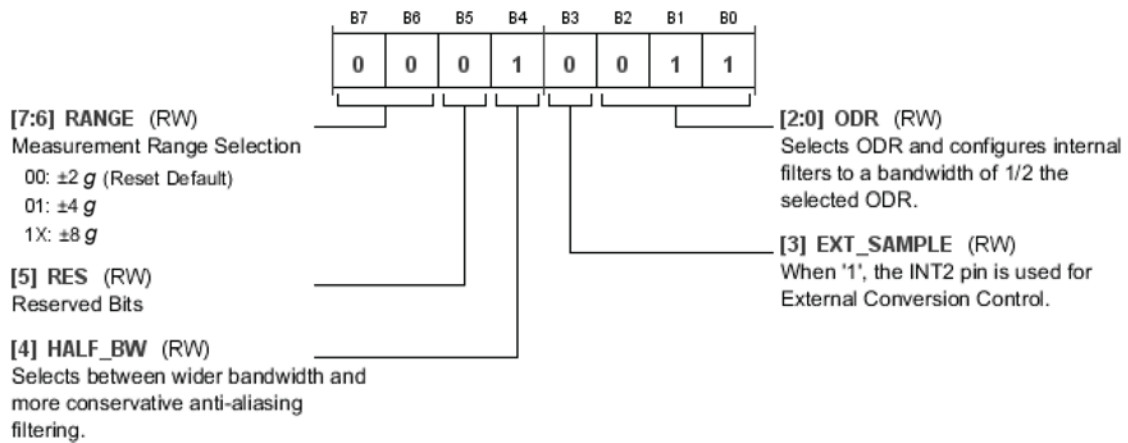 B7 B6 B5 B4 B3 B2 B1 B0
0 0 0 1 0 0 1 1
[7:6] RANGE (RW)
Measurement Range Selection
00: ±2 g (Reset Default)
01: ±4 g
1X: ±8 g
[5] RES (RW)
Reserved Bits
[4] HALF_BW (RW)
Selects between wider bandwidth and
more conservative anti-aliasing
filtering.
[2:0] ODR (RW)
Selects ODR and configures internal
filters to a bandwidth of 1/2 the
selected ODR.
[3] EXT_SAMPLE (RW)
When '1', the INT2 pin is used for
External Conversion Control.